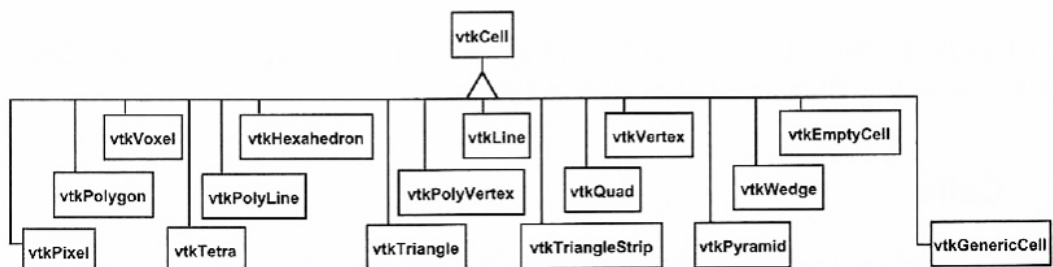 vtkCell
vtkVoxel
vtkHexahedron
vtkLine
vtkVertex
vtkEmptyCell
vtkPolygon
vtkPolyLine
vtkPolyVertex
vtkQuad
vtkWedge
vtkPixel
vtkTetra
vtkTriangle
vtkTriangleStrip
vtkPyramid
vtkGenericCell